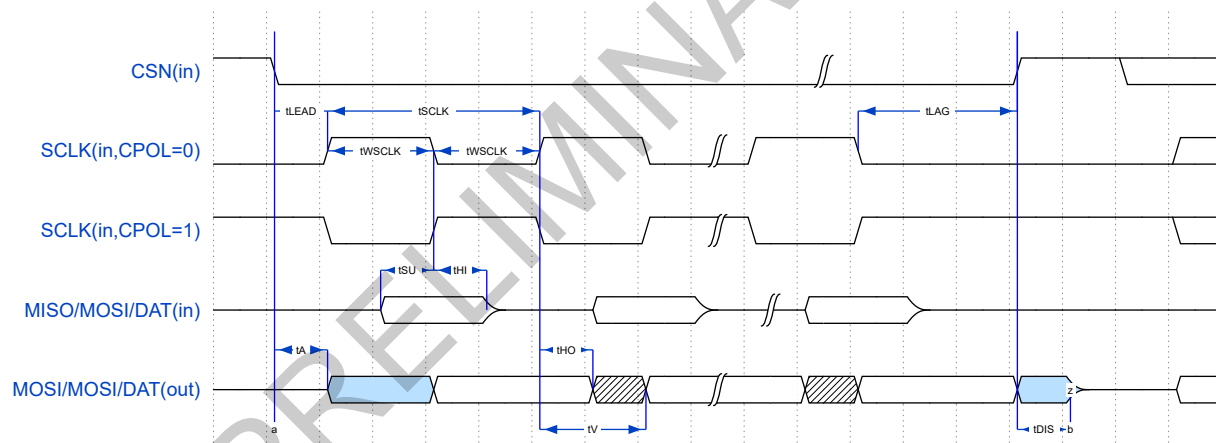 CSN(in)
tLEAD
tSCLK
tLAG
SCLK(in,CPOL=0)
tWSCLK
tWSCLK
SCLK(in,CPOL=1)
tSU
tHI
MISO/MOSI/DAT(in)
tA
tHO
MOSI/MOSI/DAT(out)
z
a
tV
tDIS
b
PRELIMINA